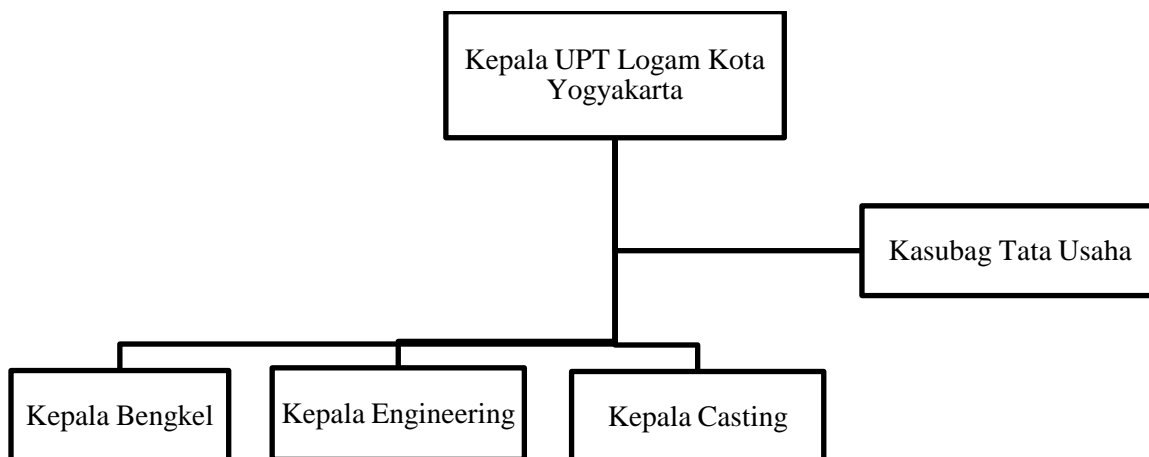 Kepala UPT Logam Kota
Yogyakarta
Kasubag Tata Usaha
Kepala Bengkel
Kepala Engineering
Kepala Casting